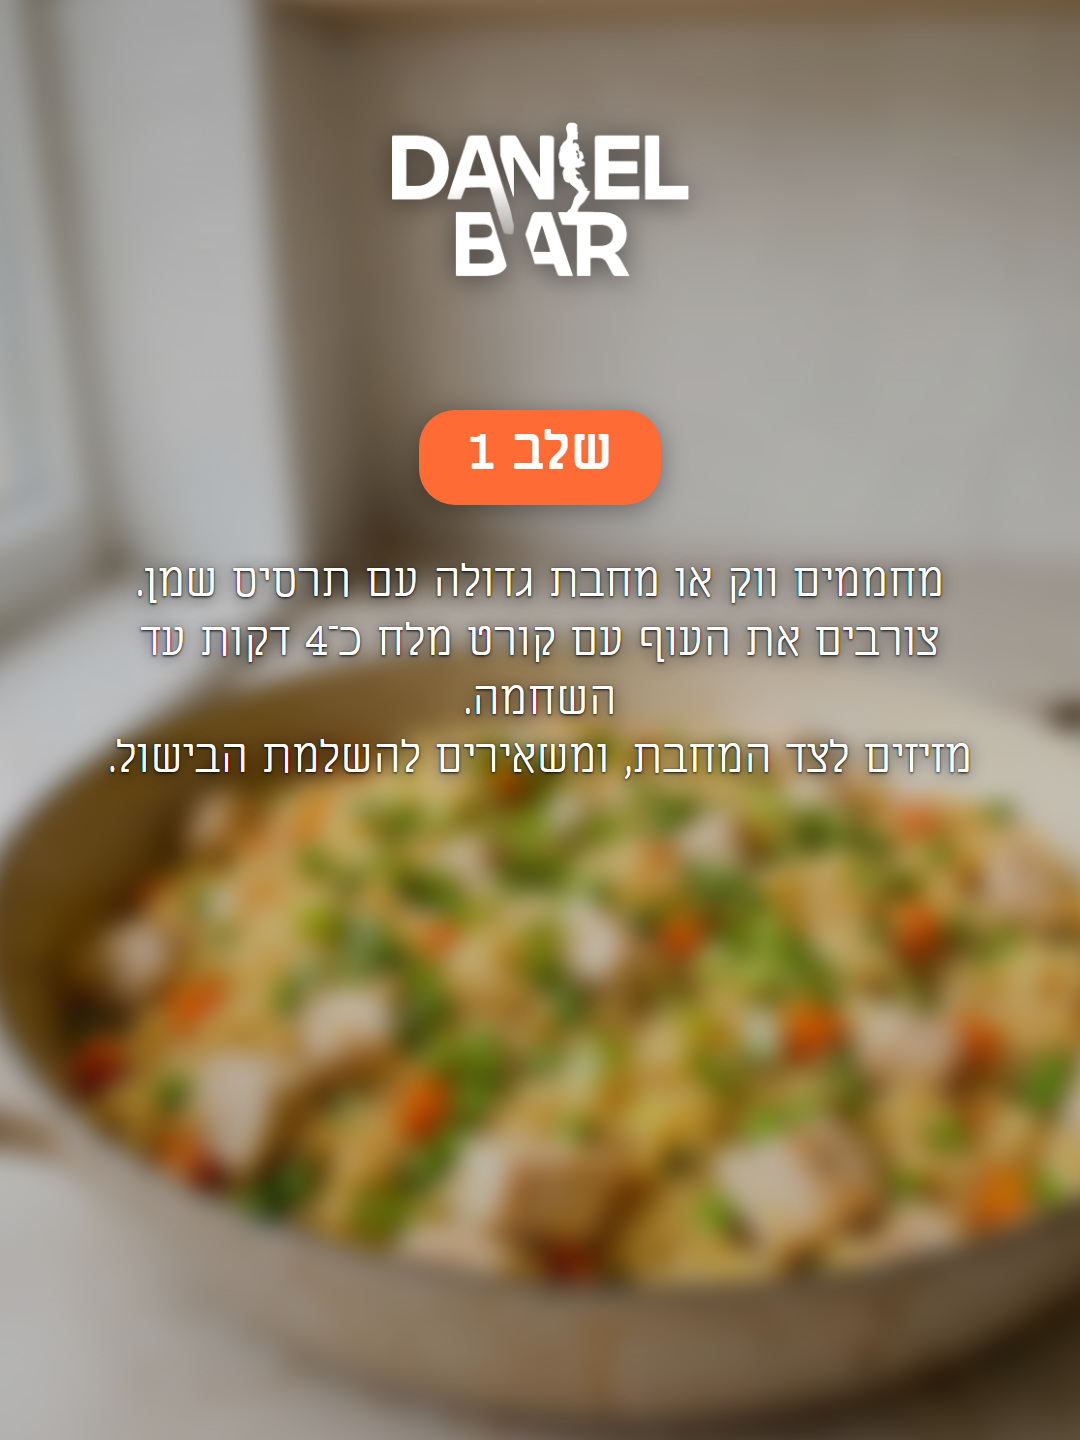 DANIEL
BAR
שלב 1
מחממים ווק או מחבת גדולה עם תרסיס שמן.
צורבים את העוף עם קורט מלח כ־4 דקות עד
השחמה.
מזיזים לצד המחבת, ומשאירים להשלמת הבישול.